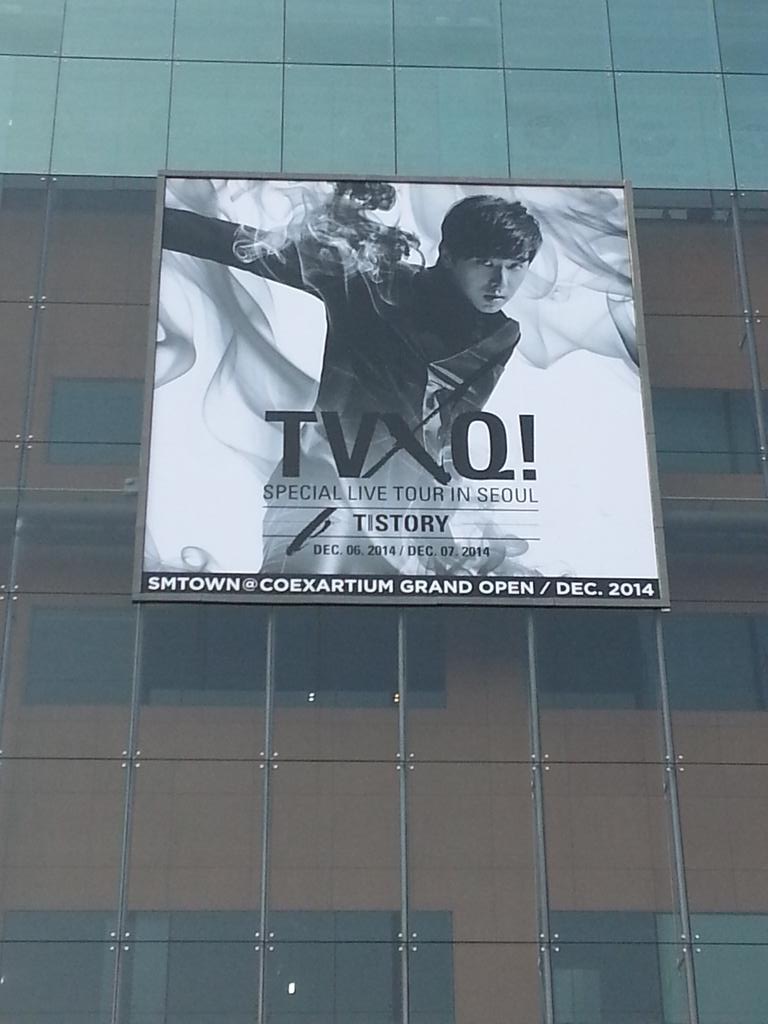 TVXQ!
SPECIAL LIVE TOUR IN SEOUL
TISTORY
DEC. 06. 2014 / DEC. 07. 2014
SMTOWN@COEXARTIUM GRAND OPEN / DEC. 2014